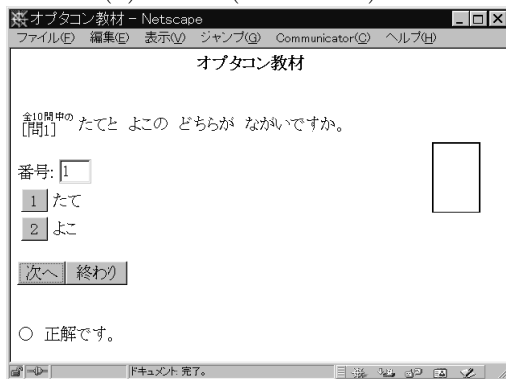 オプタコン教材 - Netscape
ファイル(F) 編集(E) 表示(V) ジャンプ(G) Communicator(C) ヘルプ(H)
オプタコン教材
全10問中の
[問1] たてと よこの どちらが ながいですか。
番号: 1
1 たて
2 よこ
次へ 終わり
○ 正解です。
ドキュメント: 完了。